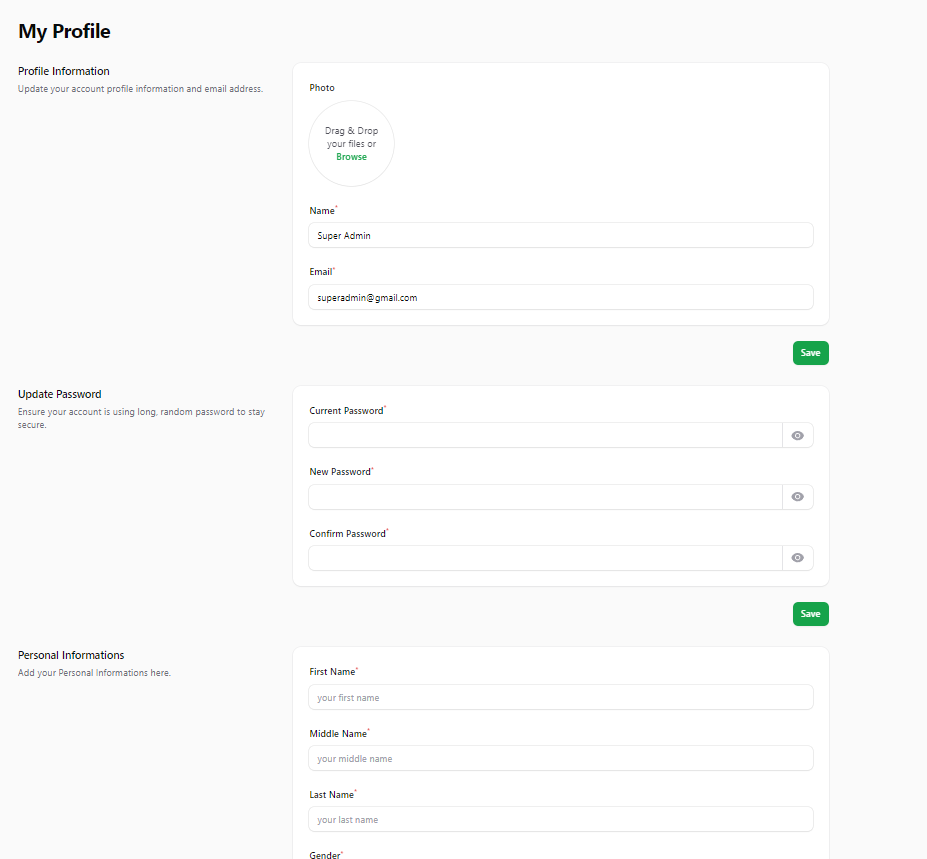 My Profile
Profile Information
Update your account profile information and email address.
Photo
Drag & Drop
your files or
Browse
Name*
Super Admin
Email*
superadmin@gmail.com
Save
Update Password
Ensure your account is using long, random password to stay
secure.
Current Password*
New Password*
Confirm Password*
Save
Personal Informations
Add your Personal Informations here.
First Name*
your first name
Middle Name*
your middle name
Last Name*
your last name
Gender*